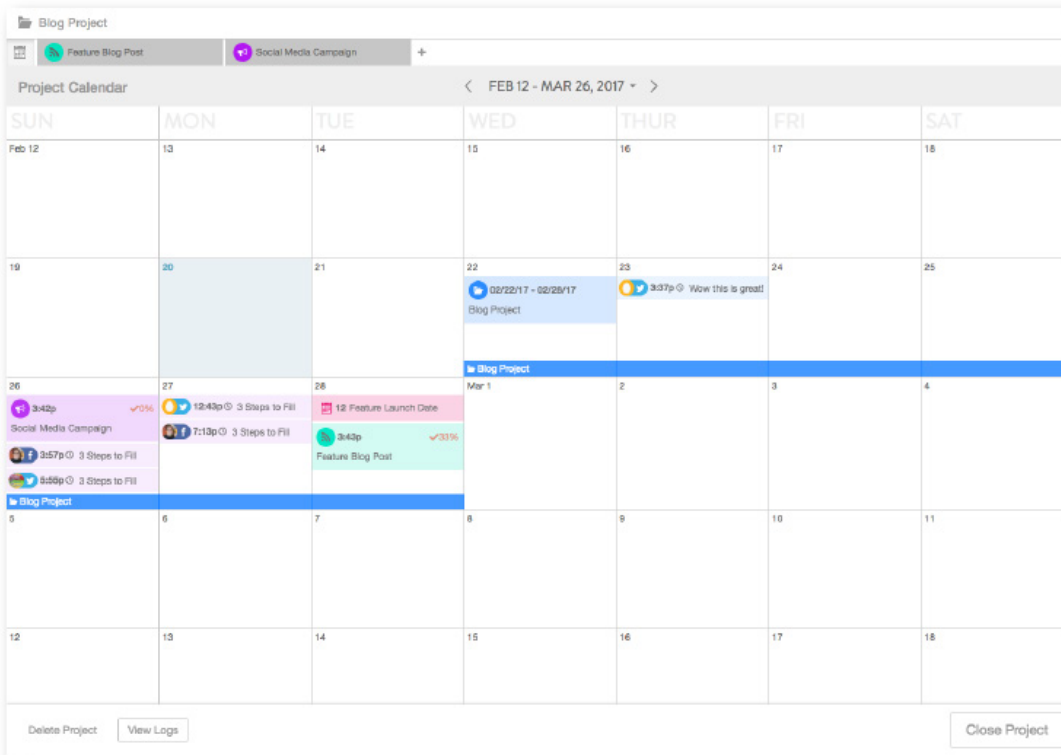 Blog Project
Feature Blog Post Social Media Campaign +
Project Calendar < FEB 12 - MAR 26, 2017 >
SUN MON TUE WED THUR FRI SAT
Feb 12 13 14 15 16 17 18
19 20 21 22 23 24 25
02/22/17 - 02/28/17 3:37p Wow this is great!
Blog Project
Blog Project
26 27 28 Mar 1 2 3 4
3:42p 0% 12:43p 3 Steps to Fill 12 Feature Launch Date
Social Media Campaign 7:13p 3 Steps to Fill 3:43p 33%
3:57p 3 Steps to Fill Feature Blog Post
5:55p 3 Steps to Fill
Blog Project
5 6 7 8 9 10 11
12 13 14 15 16 17 18
Delete Project View Logs Close Project